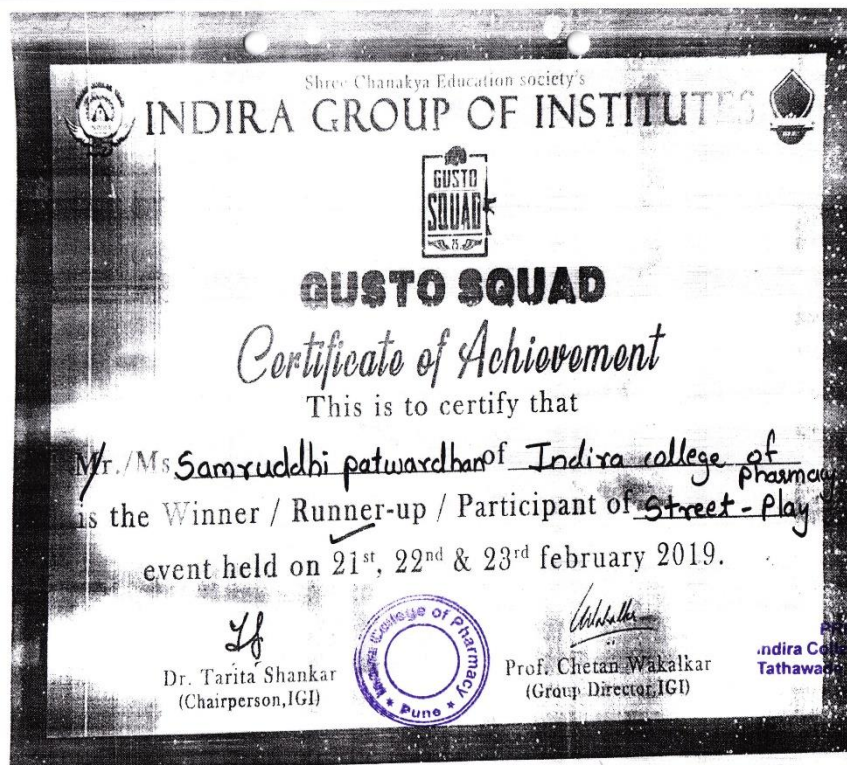 Shree Chanakya Education society's
INDIRA GROUP OF INSTITUTES
GUSTO
SQUAD
25
GUSTO SQUAD
Certificate of Achievement
This is to certify that
Mr./Ms Samruddhi patwardhan of Indira college of
pharmacy
is the Winner / Runner-up / Participant of Street-Play
event held on 21st, 22nd & 23rd february 2019.
Dr. Tarita Shankar
(Chairperson,IGI)
Indira College of Pharmacy
Pune
Prof. Chetan Wakalkar
(Group Director,IGI)